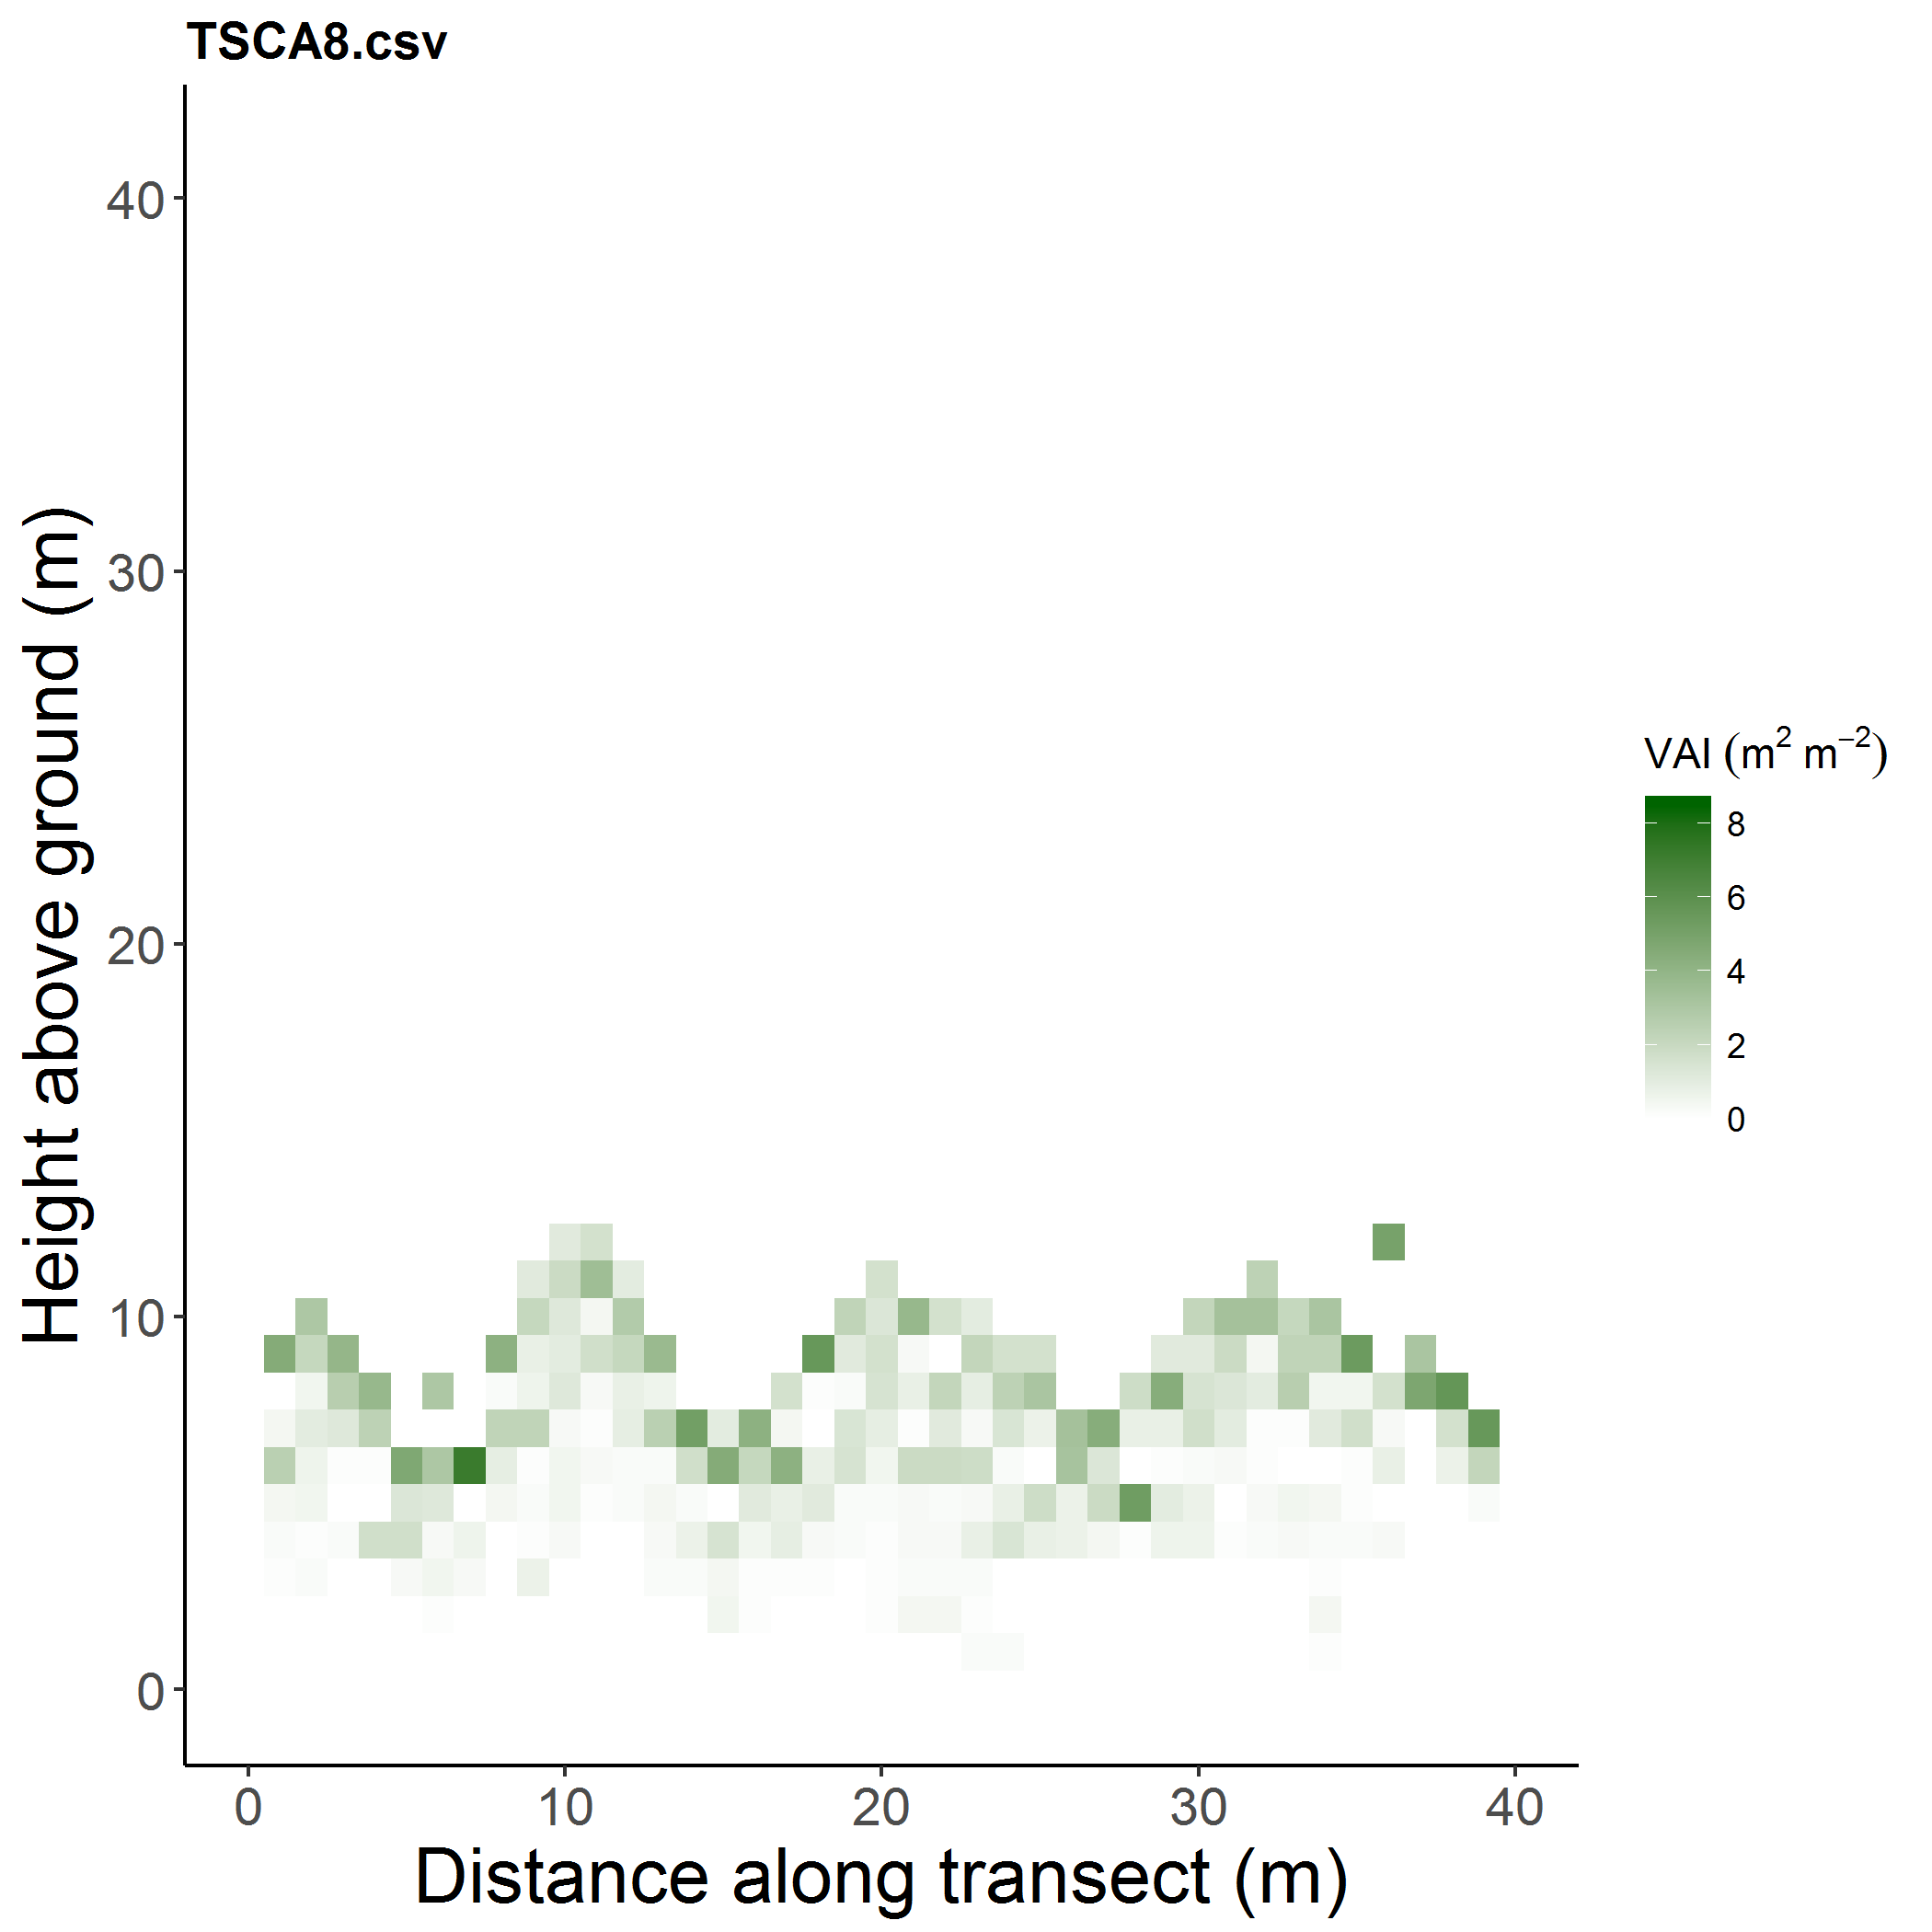 TSCA8.csv
Height above ground (m)
40
30
20
10
0
0 10 20 30 40
Distance along transect (m)
VAI (m² m⁻²)
8
6
4
2
0